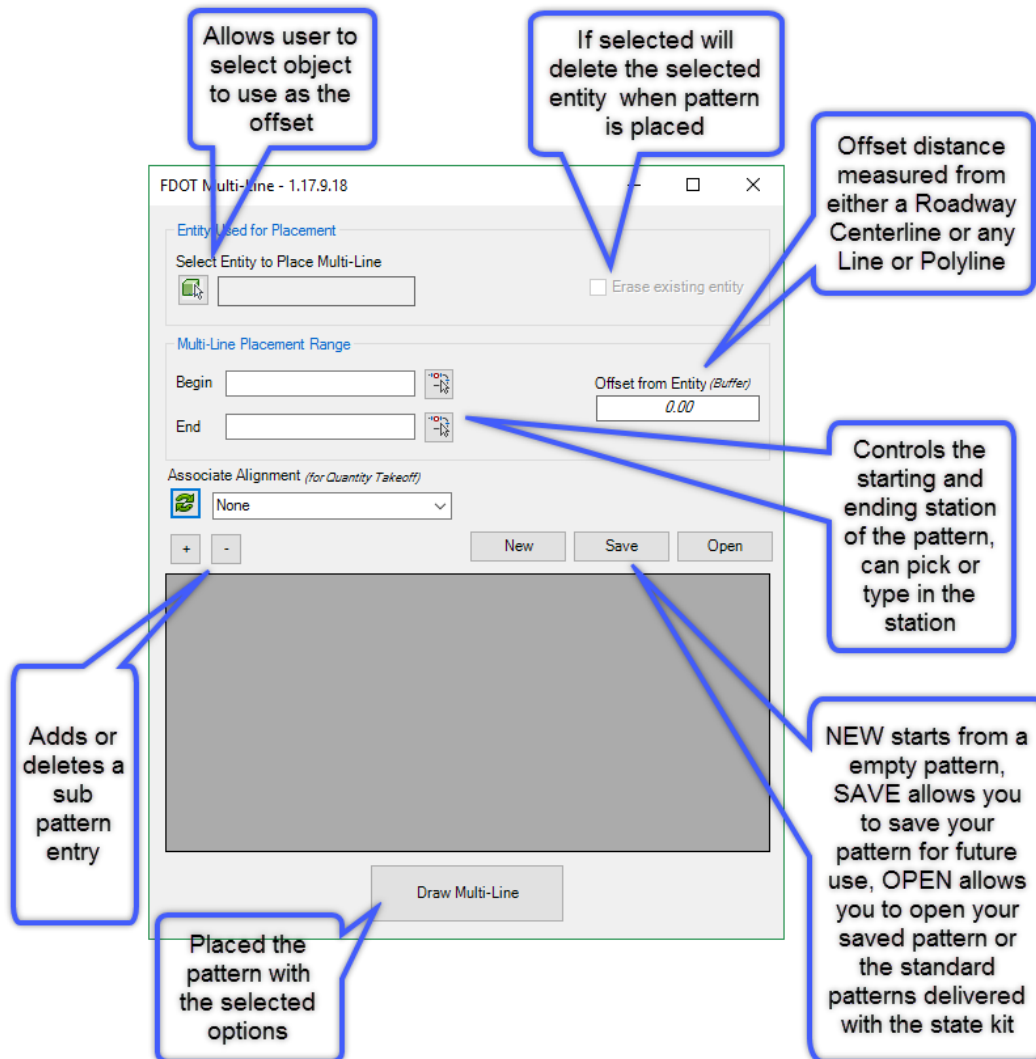 Allows user to
select object
to use as the
offset
If selected will
delete the selected
entity when pattern
is placed
Offset distance
measured from
either a Roadway
Centerline or any
Line or Polyline
FDOT Multi-Line - 1.17.9.18
Entity Used for Placement
Select Entity to Place Multi-Line
Erase existing entity
Multi-Line Placement Range
Begin
Offset from Entity (Buffer)
0.00
End
Controls the
starting and
ending station
of the pattern,
can pick or
type in the
station
Associate Alignment (for Quantity Takeoff)
None
+ -
New Save Open
Adds or
deletes a
sub
pattern
entry
NEW starts from a
empty pattern,
SAVE allows you
to save your
pattern for future
use, OPEN allows
you to open your
saved pattern or
the standard
patterns delivered
with the state kit
Draw Multi-Line
Placed the
pattern with
the selected
options